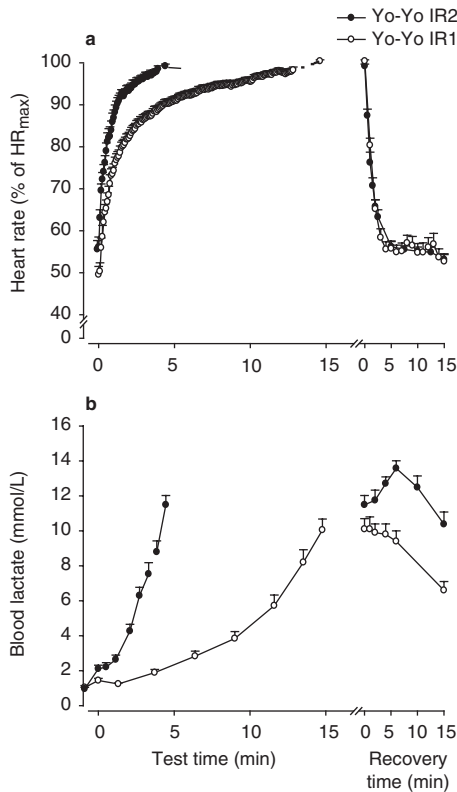 Yo-Yo IR2
Yo-Yo IR1
a
Heart rate (% of HRmax)
100
90
80
70
60
50
40
0
0 5 10 15 0 5 10 15
b
Blood lactate (mmol/L)
16
14
12
10
8
6
4
2
0
0 5 10 15 0 5 10 15
Test time (min) Recovery
time (min)